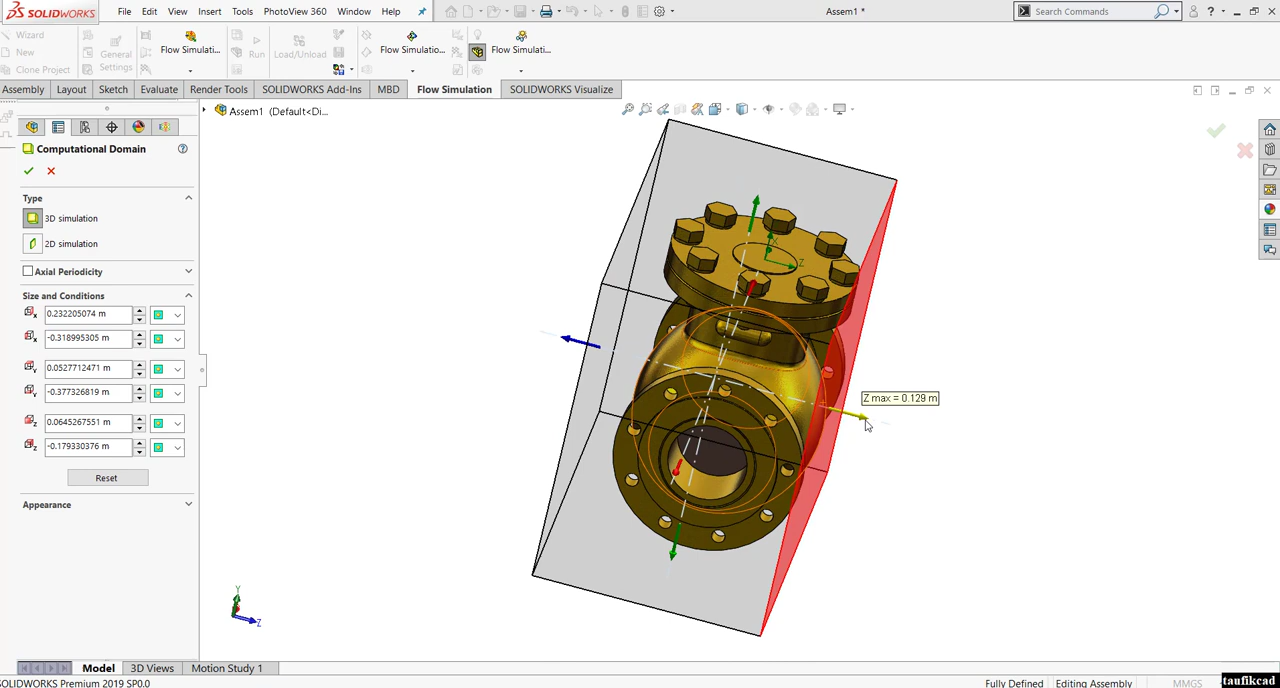 SOLIDWORKS File Edit View Insert Tools PhotoView 360 Window Help Assem1 * Search Commands
Wizard
New
Clone Project
General Settings
Flow Simulati...
Run
Load/Unload
Flow Simulatio...
Flow Simulati...
Assembly Layout Sketch Evaluate Render Tools SOLIDWORKS Add-Ins MBD Flow Simulation SOLIDWORKS Visualize
Assem1 (Default<Di...
Computational Domain
Type
3D simulation
2D simulation
Axial Periodicity
Size and Conditions
0.232205074 m
-0.318995305 m
0.0527712471 m
-0.377326819 m
0.0645267551 m
-0.179330376 m
Reset
Appearance
X
Z
Z max = 0.129 m
Y
Z
Model 3D Views Motion Study 1
SOLIDWORKS Premium 2019 SP0.0 Fully Defined Editing Assembly MMGS
taufikcad